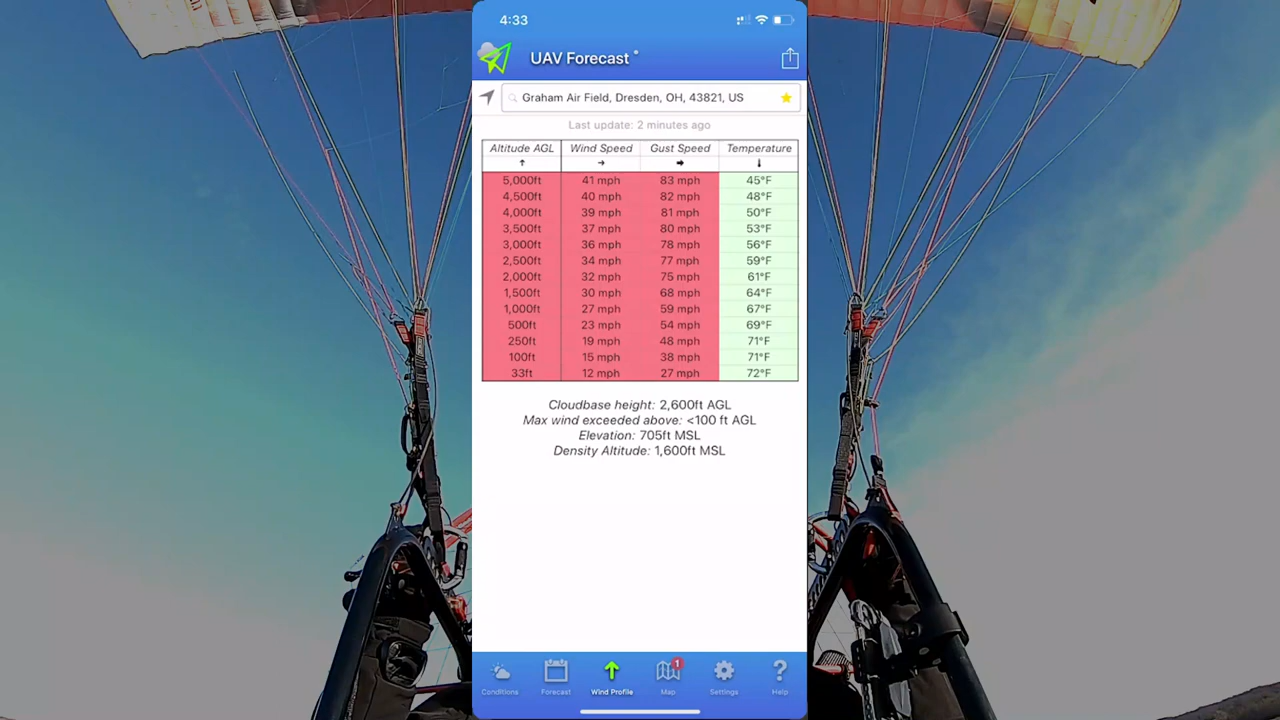 4:33
UAV Forecast
Graham Air Field, Dresden, OH, 43821, US
Last update: 2 minutes ago
Altitude AGL Wind Speed Gust Speed Temperature
5,000ft 41 mph 83 mph 45°F
4,500ft 40 mph 82 mph 48°F
4,000ft 39 mph 81 mph 50°F
3,500ft 37 mph 80 mph 53°F
3,000ft 36 mph 78 mph 56°F
2,500ft 34 mph 77 mph 59°F
2,000ft 32 mph 75 mph 61°F
1,500ft 30 mph 68 mph 64°F
1,000ft 27 mph 59 mph 67°F
500ft 23 mph 54 mph 69°F
250ft 19 mph 48 mph 71°F
100ft 15 mph 38 mph 71°F
33ft 12 mph 27 mph 72°F
Cloudbase height: 2,600ft AGL
Max wind exceeded above: <100 ft AGL
Elevation: 705ft MSL
Density Altitude: 1,600ft MSL
1
Conditions Forecast Wind Profile Map Settings Help